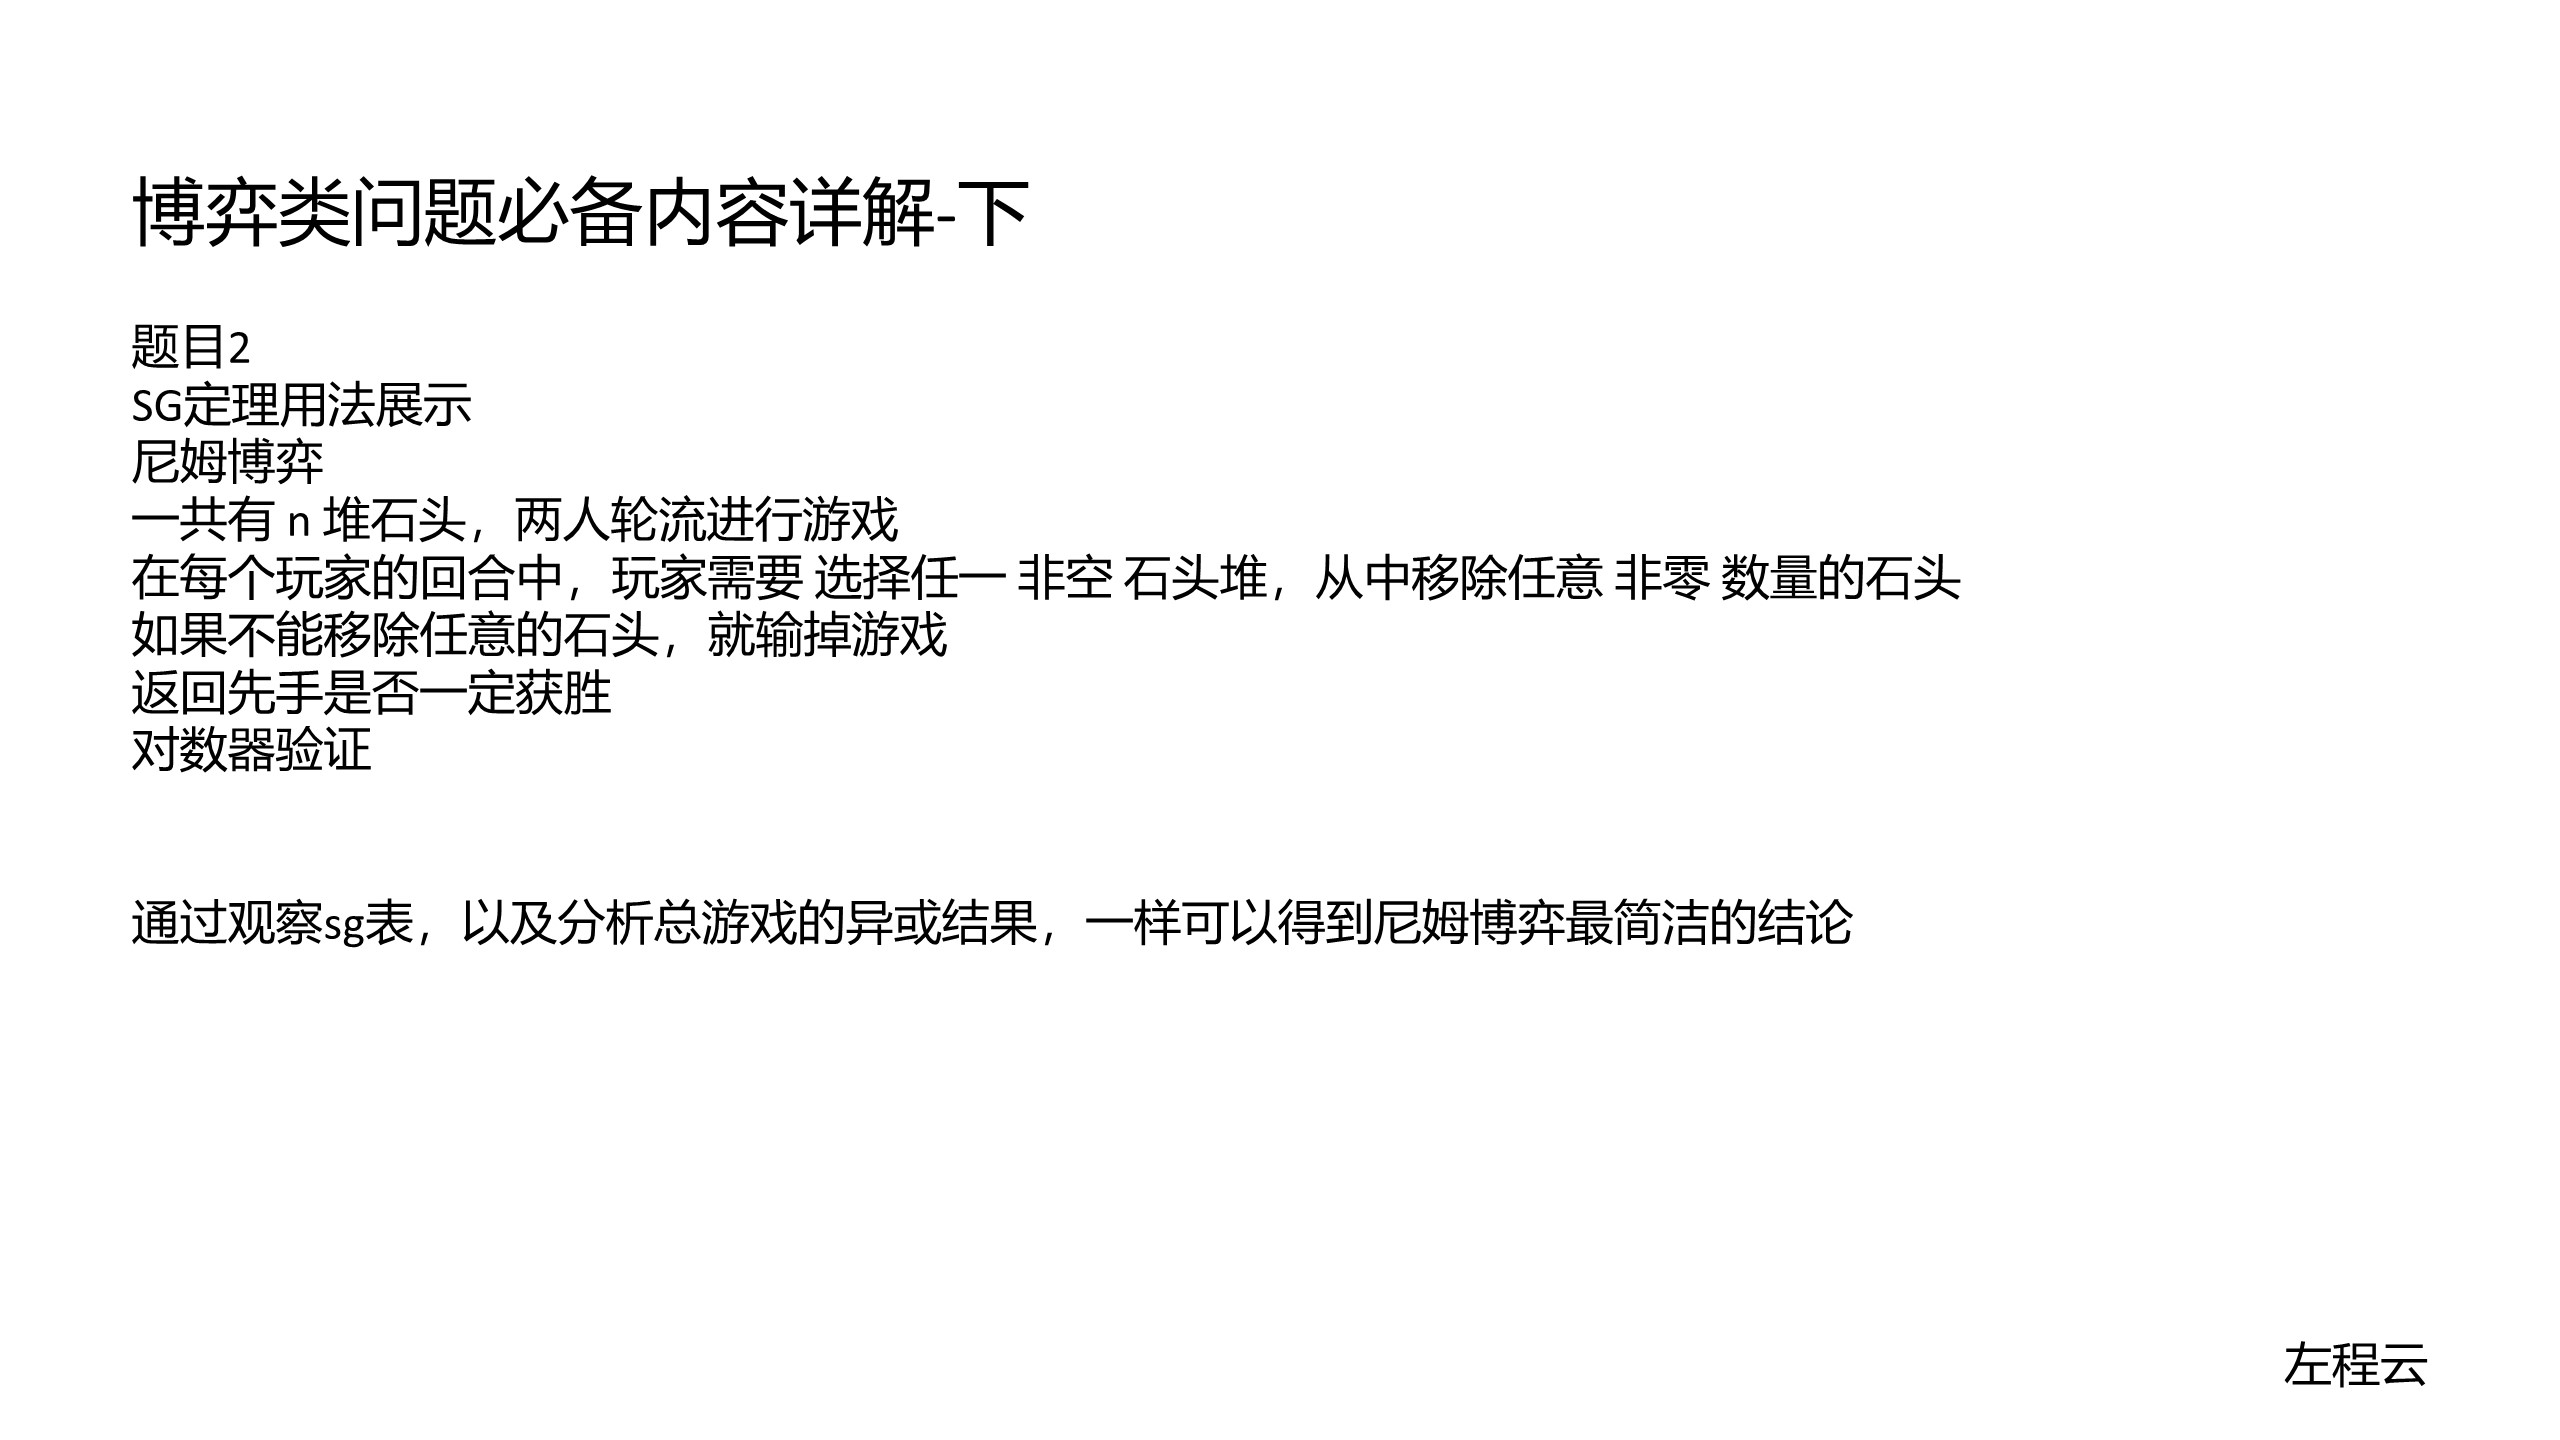 博弈类问题必备内容详解-下
题目2
SG定理用法展示
尼姆博弈
一共有 n 堆石头，两人轮流进行游戏
在每个玩家的回合中，玩家需要 选择任一 非空 石头堆，从中移除任意 非零 数量的石头
如果不能移除任意的石头，就输掉游戏
返回先手是否一定获胜
对数器验证
通过观察sg表，以及分析总游戏的异或结果，一样可以得到尼姆博弈最简洁的结论
左程云